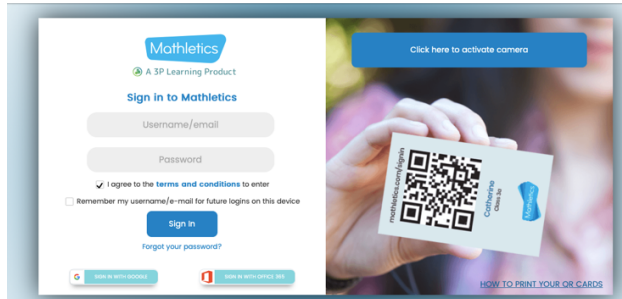 Mathletics
A 3P Learning Product
Sign in to Mathletics
Username/email
Password
I agree to the terms and conditions to enter
Remember my username/e-mail for future logins on this device
Sign In
Forgot your password?
SIGN IN WITH GOOGLE
SIGN IN WITH OFFICE 365
Click here to activate camera
mathletics.com/signin
Catherine
Class 3a
Mathletics
HOW TO PRINT YOUR QR CARDS